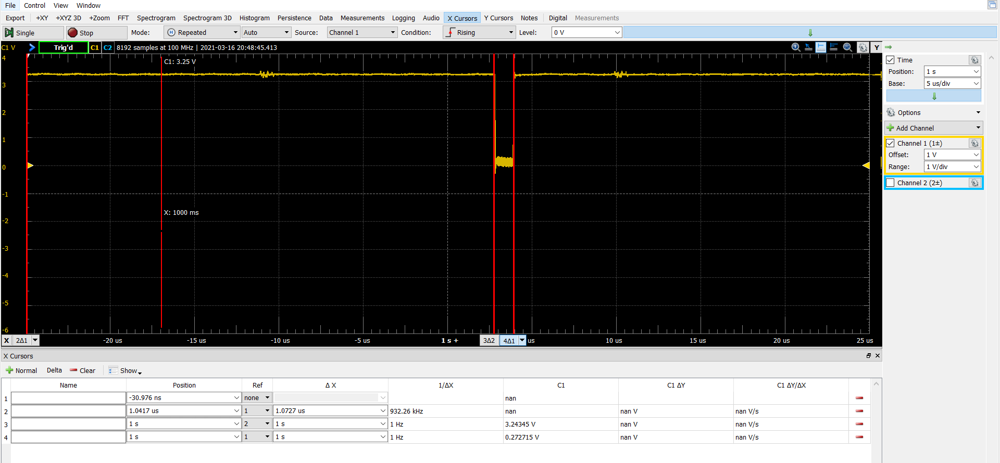 File Control View Window
Export +XY +XYZ 3D +Zoom FFT Spectrogram Spectrogram 3D Histogram Persistence Data Measurements Logging Audio X Cursors Y Cursors Notes Digital Measurements
Single Stop Mode: Repeated Auto Source: Channel 1 Condition: Rising Level: 0 V
C1 V Trig'd C1 C2 8192 samples at 100 MHz | 2021-03-16 20:48:45.413 Y
4
C1: 3.25 V
3
2
1
0
-1
X: 1000 ms
-2
-3
-4
-5
-6
Time
Position: 1 s
Base: 5 us/div
Options
Add Channel
Channel 1 (1±)
Offset: 1 V
Range: 1 V/div
Channel 2 (2±)
X 2Δ1 -20 us -15 us -10 us -5 us 1 s + 3Δ2 4Δ1 us 10 us 15 us 20 us 25 us
X Cursors
Normal Delta Clear Show
Name Position Ref Δ X 1/ΔX C1 C1 ΔY C1 ΔY/ΔX
1 -30.976 ns none nan
2 1.0417 us 1 1.0727 us 932.26 kHz nan nan V nan V/s
3 1 s 2 1 s 1 Hz 3.24345 V nan V nan V/s
4 1 s 1 1 s 1 Hz 0.272715 V nan V nan V/s